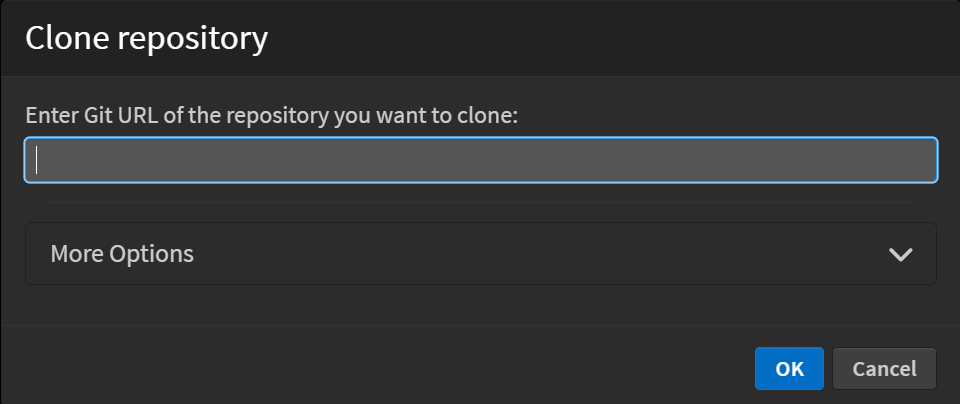 Clone repository
Enter Git URL of the repository you want to clone:
More Options
OK
Cancel